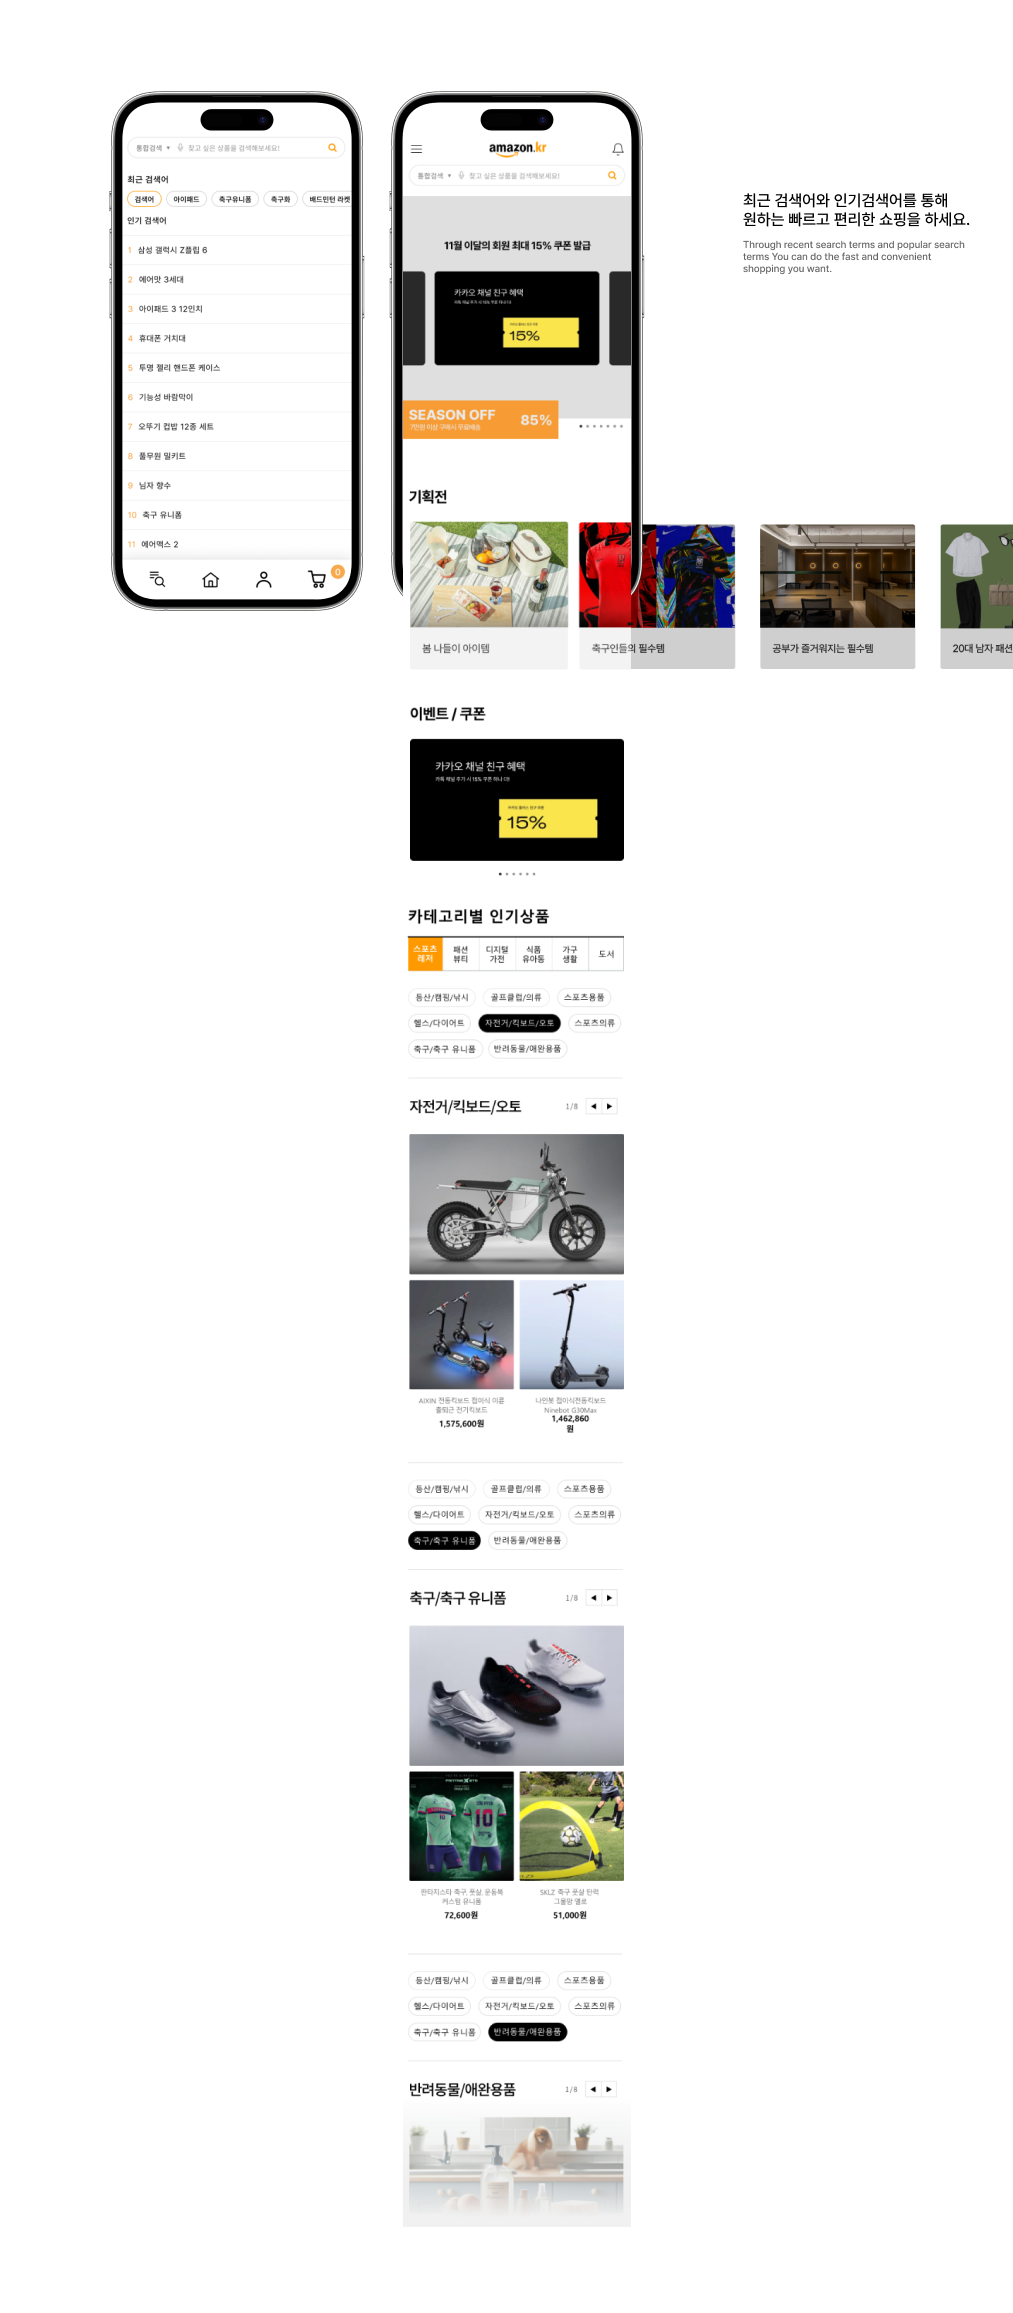 통합검색 ▼ 찾고 싶은 상품을 검색해보세요!
최근 검색어
검색어 아이패드 축구유니폼 축구화 배드민턴 라켓
인기 검색어
1 삼성 갤럭시 Z플립 6
2 에어맛 3세대
3 아이패드 3 12인치
4 휴대폰 거치대
5 투명 젤리 핸드폰 케이스
6 기능성 바람막이
7 오뚜기 컵밥 12종 세트
8 풀무원 밀키트
9 남자 향수
10 축구 유니폼
11 에어맥스 2
0
amazon.kr
통합검색 ▼ 찾고 싶은 상품을 검색해보세요!
11월 이달의 회원 최대 15% 쿠폰 발급
카카오 채널 친구 혜택
15%
SEASON OFF
7만원 이상 구매시 무료배송
85%
최근 검색어와 인기검색어를 통해
원하는 빠르고 편리한 쇼핑을 하세요.
Through recent search terms and popular search
terms You can do the fast and convenient
shopping you want.
기획전
봄 나들이 아이템
축구인들의 필수템
공부가 즐거워지는 필수템
20대 남자 패션
이벤트 / 쿠폰
카카오 채널 친구 혜택
15%
카테고리별 인기상품
스포츠
레저
패션
뷰티
디지털
가전
식품
유아동
가구
생활
도서
등산/캠핑/낚시 골프클럽/의류 스포츠용품
헬스/다이어트 자전거/킥보드/오토 스포츠의류
축구/축구 유니폼 반려동물/애완용품
자전거/킥보드/오토
1/8
AIXIN 전동킥보드 접이식 이륜
출퇴근 전기킥보드
1,575,600원
나인봇 접이식전동킥보드
Ninebot G30Max
1,462,860
원
등산/캠핑/낚시 골프클럽/의류 스포츠용품
헬스/다이어트 자전거/킥보드/오토 스포츠의류
축구/축구 유니폼 반려동물/애완용품
축구/축구 유니폼
1/8
10
판타지스타 축구, 풋살, 운동복
커스텀 유니폼
72,600원
SKLZ 축구 풋살 탄력
그물망 옐로
51,000원
등산/캠핑/낚시 골프클럽/의류 스포츠용품
헬스/다이어트 자전거/킥보드/오토 스포츠의류
축구/축구 유니폼 반려동물/애완용품
반려동물/애완용품
1/8